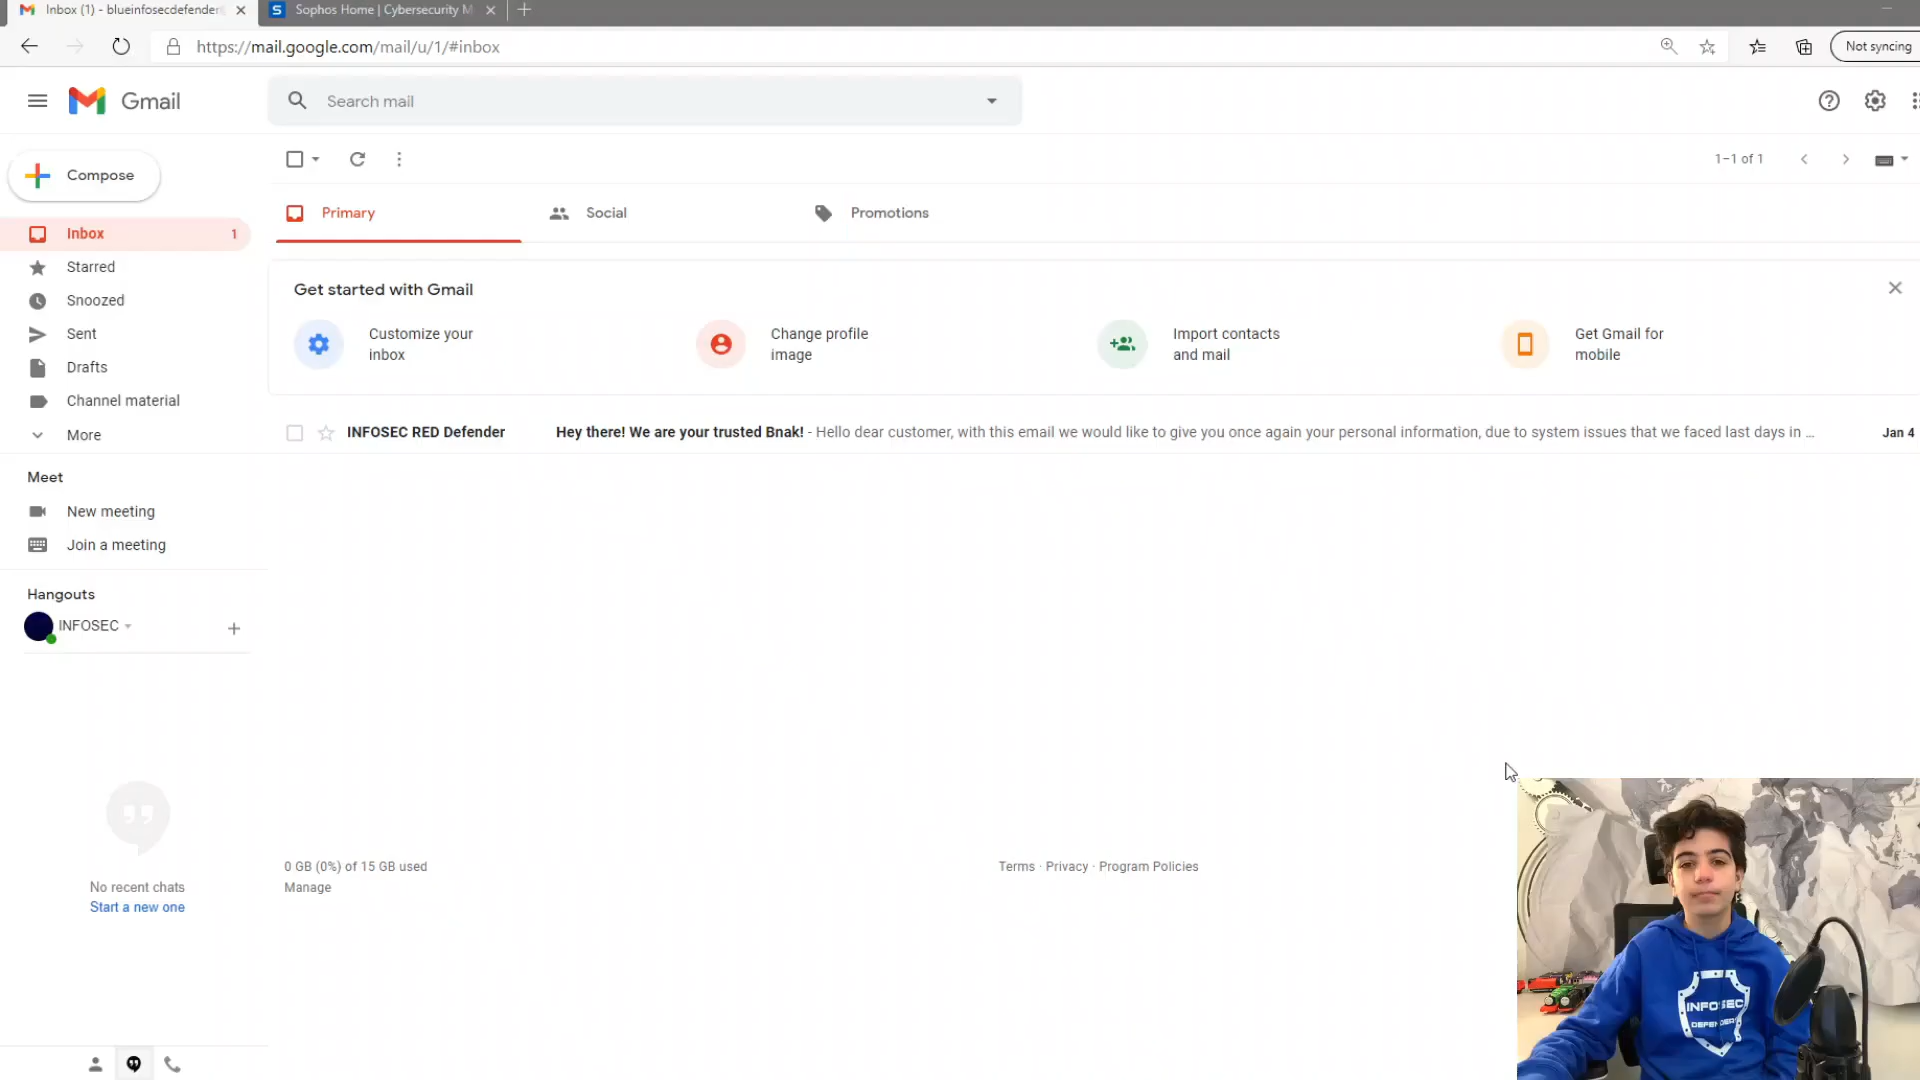 Inbox (1) - blueinfosecdefender
Sophos Home | Cybersecurity M
https://mail.google.com/mail/u/1/#inbox
Not syncing
Gmail
Search mail
Compose
1–1 of 1
Primary
Social
Promotions
Inbox 1
Starred
Snoozed
Sent
Drafts
Channel material
More
Get started with Gmail
Customize your
inbox
Change profile
image
Import contacts
and mail
Get Gmail for
mobile
INFOSEC RED Defender Hey there! We are your trusted Bnak! - Hello dear customer, with this email we would like to give you once again your personal information, due to system issues that we faced last days in ... Jan 4
Meet
New meeting
Join a meeting
Hangouts
INFOSEC
No recent chats
Start a new one
0 GB (0%) of 15 GB used
Manage
Terms · Privacy · Program Policies
INFOSEC